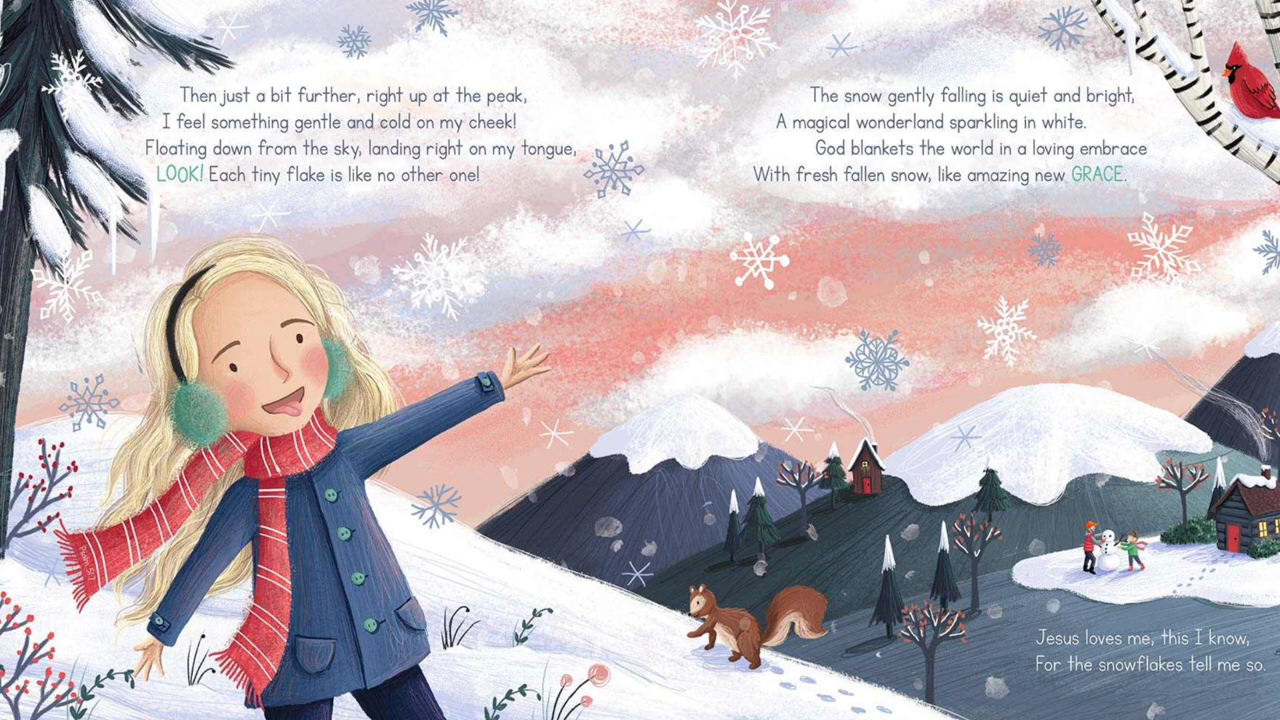 Then just a bit further, right up at the peak,
I feel something gentle and cold on my cheek!
Floating down from the sky, landing right on my tongue,
LOOK! Each tiny flake is like no other one!
The snow gently falling is quiet and bright,
A magical wonderland sparkling in white.
God blankets the world in a loving embrace
With fresh fallen snow, like amazing new GRACE.
Psalm 51:7
Jesus loves me, this I know,
For the snowflakes tell me so.